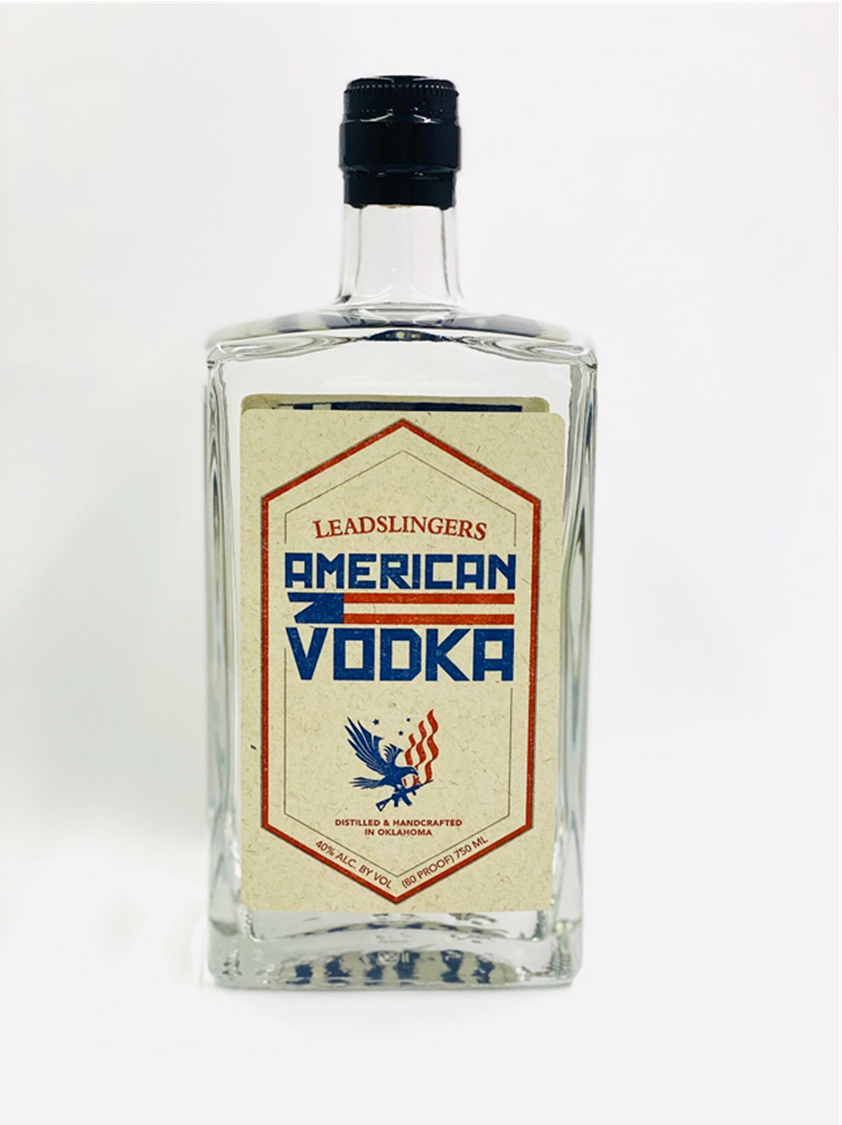 LEADSLINGERS
AMERICAN
VODKA
DISTILLED & HANDCRAFTED
IN OKLAHOMA
40% ALC. BY VOL (80 PROOF) 750 ML